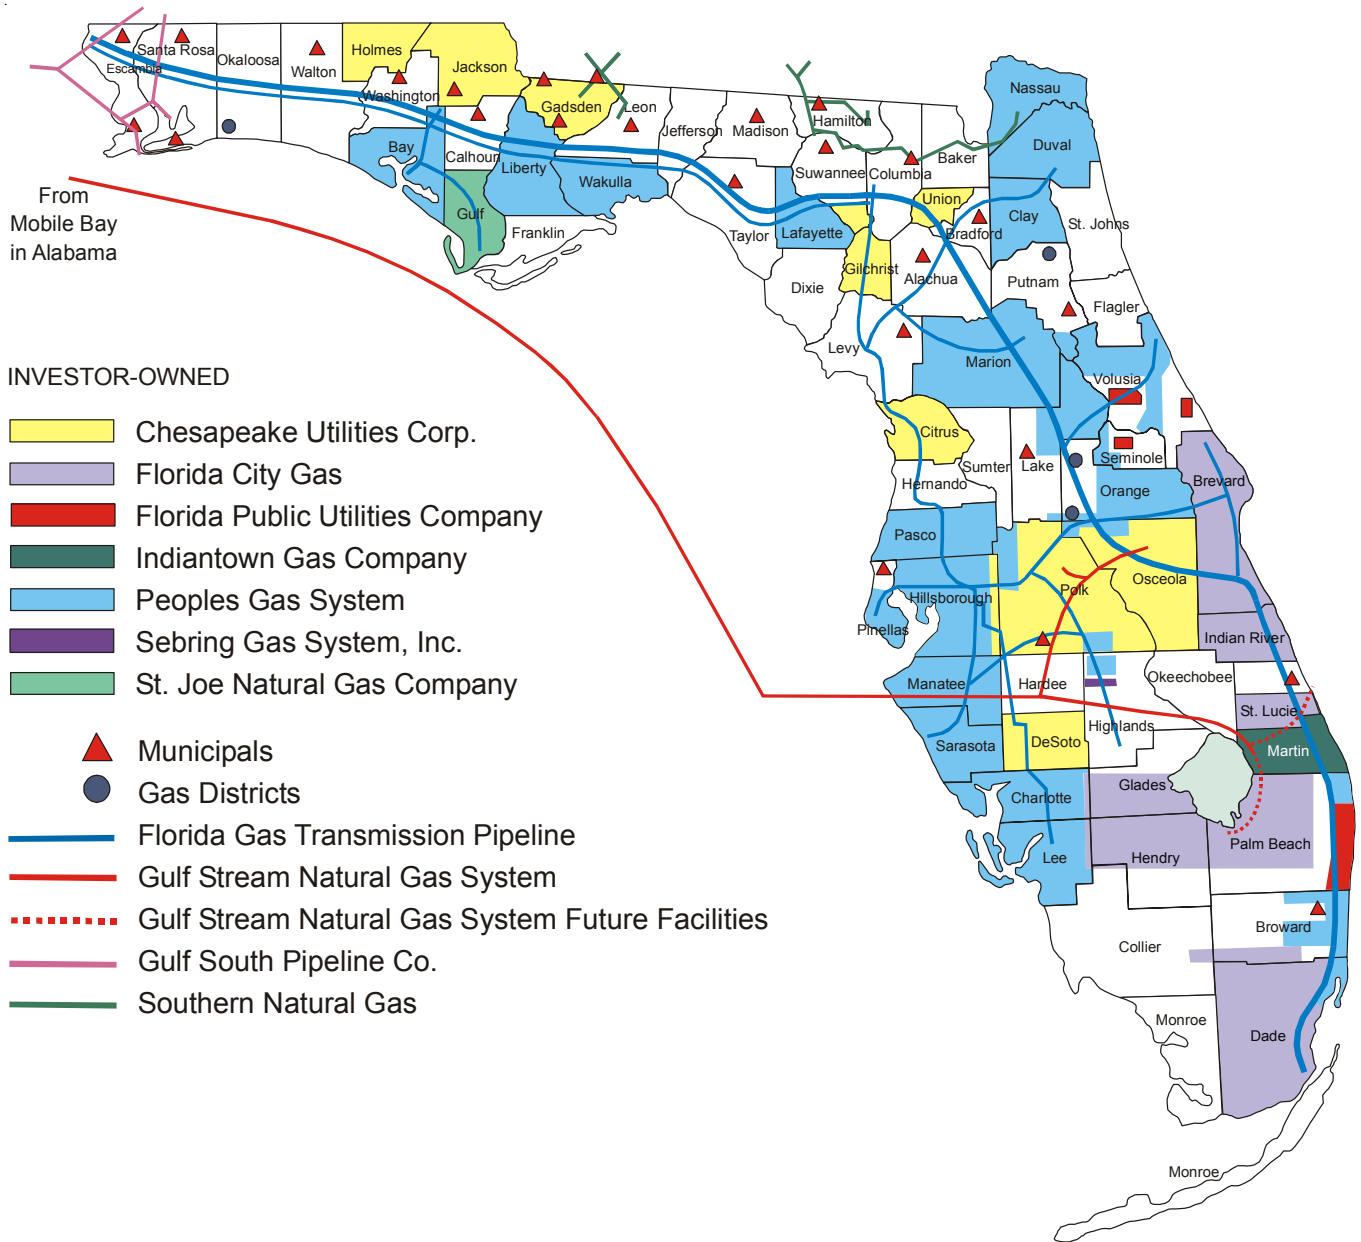 Holmes
Santa Rosa
Okaloosa
Walton
Escambia
Jackson
Washington
Gadsden
Leon
Jefferson
Madison
Hamilton
Nassau
Duval
Baker
Suwannee
Columbia
Bay
Calhoun
Liberty
Wakulla
Gulf
Franklin
Taylor
Lafayette
Union
Bradford
Clay
St. Johns
From
Mobile Bay
in Alabama
Dixie
Gilchrist
Alachua
Putnam
Flagler
Levy
Marion
Volusia
INVESTOR-OWNED
Chesapeake Utilities Corp.
Florida City Gas
Florida Public Utilities Company
Indiantown Gas Company
Peoples Gas System
Sebring Gas System, Inc.
St. Joe Natural Gas Company
Municipals
Gas Districts
Florida Gas Transmission Pipeline
Gulf Stream Natural Gas System
Gulf Stream Natural Gas System Future Facilities
Gulf South Pipeline Co.
Southern Natural Gas
Citrus
Sumter
Lake
Seminole
Hernando
Orange
Brevard
Pasco
Polk
Osceola
Hillsborough
Pinellas
Indian River
Manatee
Hardee
Okeechobee
St. Lucie
Highlands
Sarasota
DeSoto
Martin
Charlotte
Glades
Lee
Hendry
Palm Beach
Collier
Broward
Monroe
Dade
Monroe